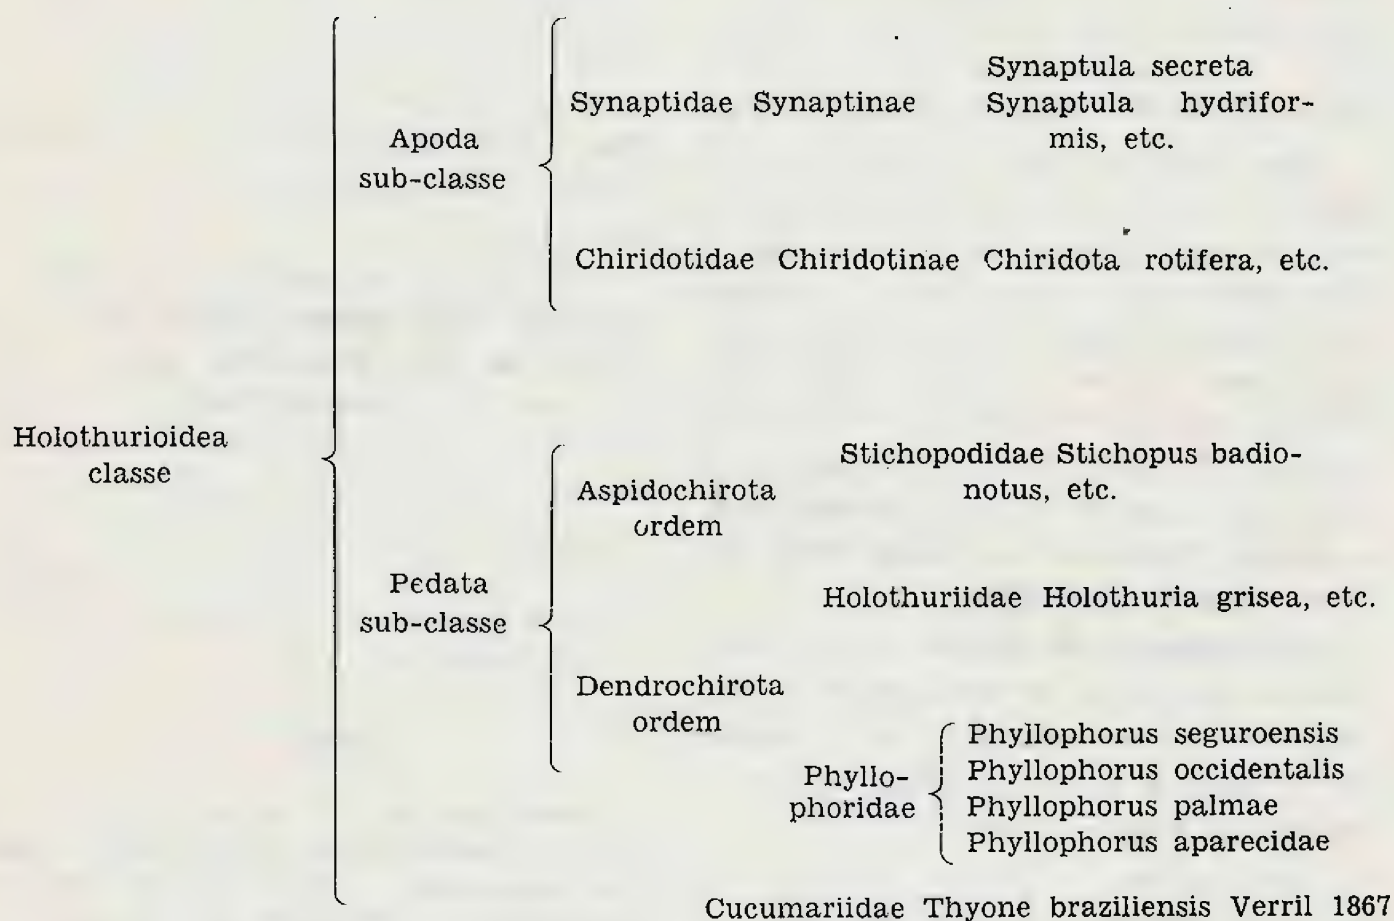 Synaptula secreta
Synaptidae Synaptinae Synaptula hydrifor-
mis, etc.
Apoda
sub-classe
Chiridotidae Chiridotinae Chiridota rotifera, etc.
Holothurioidea
classe
Stichopodidae Stichopus badio-
notus, etc.
Aspidochirota
ordem
Pedata
sub-classe
Holothuriidae Holothuria grisea, etc.
Dendrochirota
ordem
Phyllo-
phoridae
Phyllophorus seguroensis
Phyllophorus occidentalis
Phyllophorus palmae
Phyllophorus aparecidae
Cucumariidae Thyone braziliensis Verril 1867